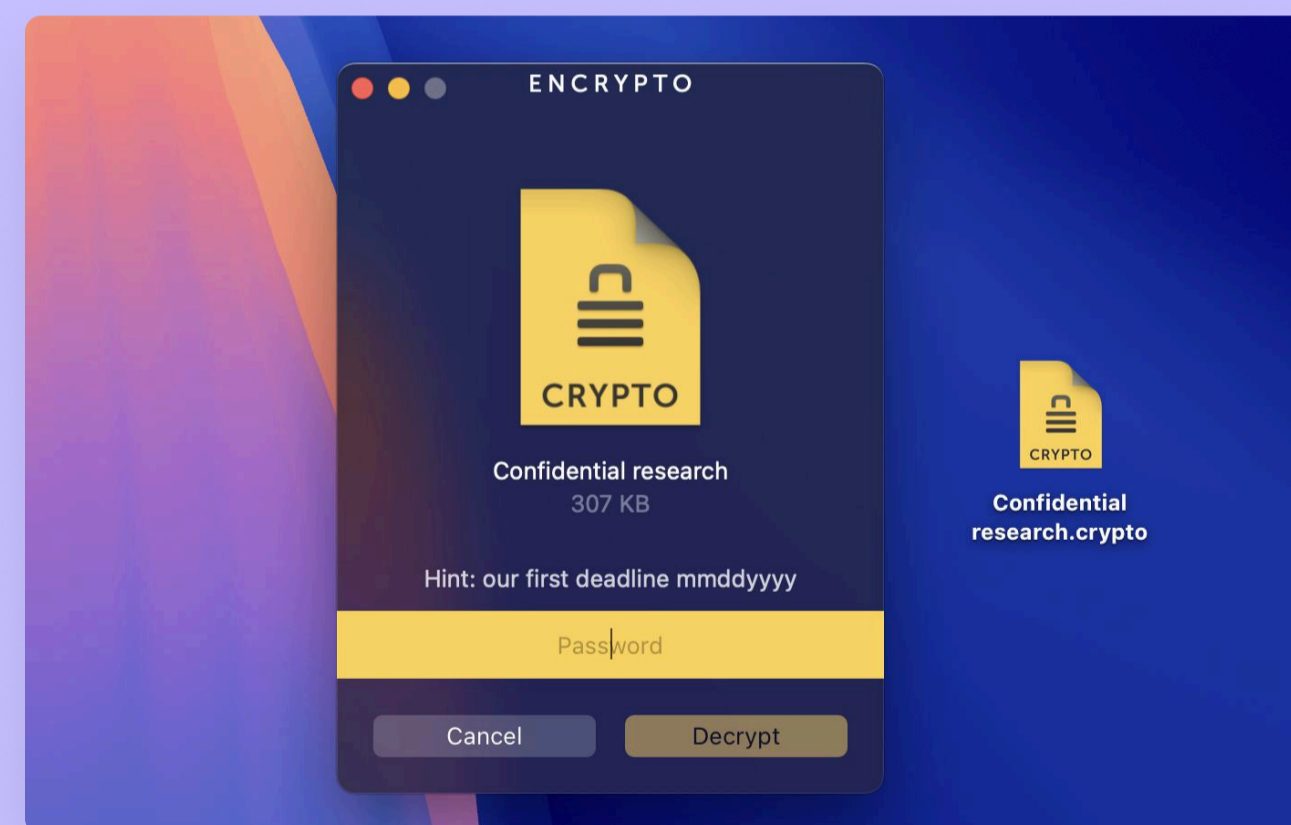 ENCRYPTO
CRYPTO
Confidential research
307 KB
Hint: our first deadline mmddyyyy
Password
Cancel
Decrypt
CRYPTO
Confidential
research.crypto